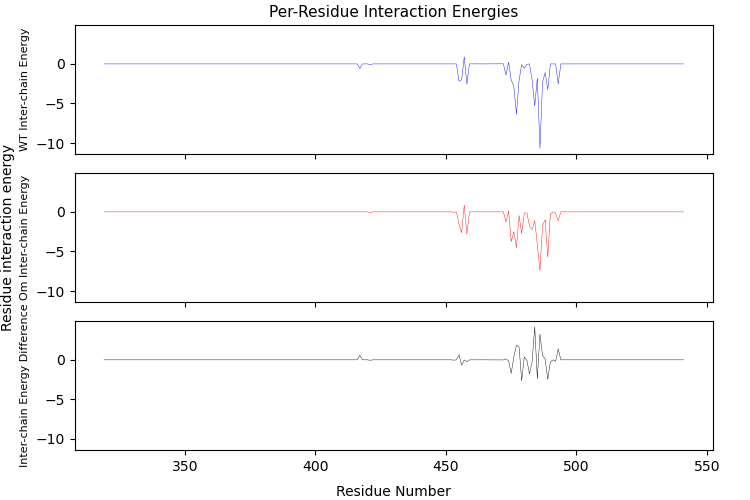 Per-Residue Interaction Energies
Residue interaction energy
WT Inter-chain Energy
0
−5
−10
Om Inter-chain Energy
0
−5
−10
Inter-chain Energy Difference
0
−5
−10
350
400
450
500
550
Residue Number